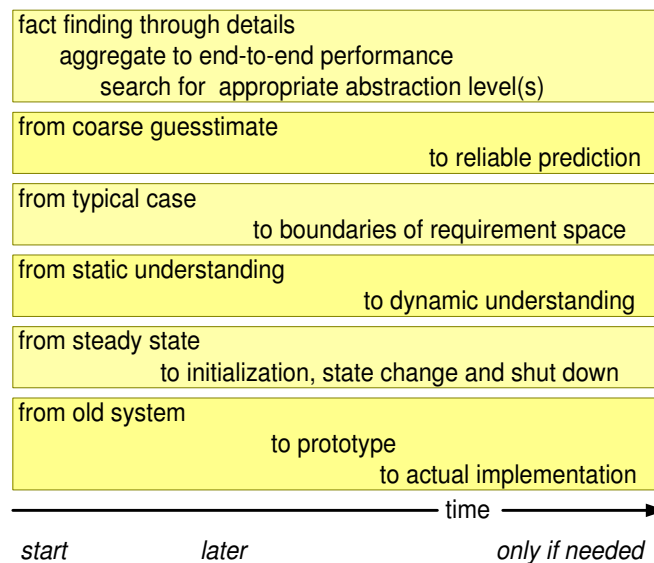 fact finding through details
aggregate to end-to-end performance
search for appropriate abstraction level(s)
from coarse guesstimate
to reliable prediction
from typical case
to boundaries of requirement space
from static understanding
to dynamic understanding
from steady state
to initialization, state change and shut down
from old system
to prototype
to actual implementation
time
start later only if needed